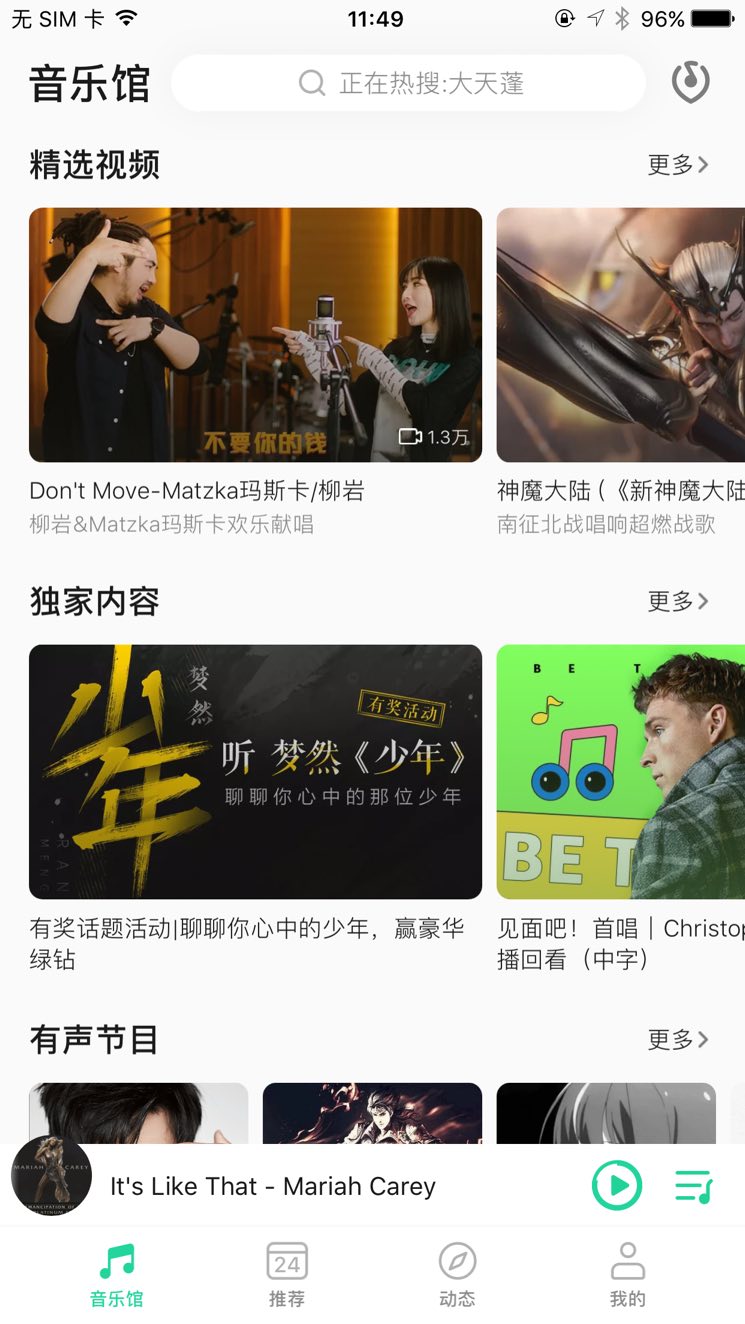 无 SIM 卡
11:49
96%
音乐馆
正在热搜:大天蓬
精选视频
更多
不要你的钱
1.3万
Don't Move-Matzka玛斯卡/柳岩
柳岩&Matzka玛斯卡欢乐献唱
神魔大陆 (《新神魔大陆
南征北战唱响超燃战歌
独家内容
更多
少年
梦然
有奖活动
听 梦然《少年》
聊聊你心中的那位少年
RAN
MENG
BE T
BE T
有奖话题活动|聊聊你心中的少年，赢豪华
绿钻
见面吧！首唱｜Christop
播回看（中字）
有声节目
更多
MARIAH CAREY
It's Like That - Mariah Carey
音乐馆
24
推荐
动态
我的